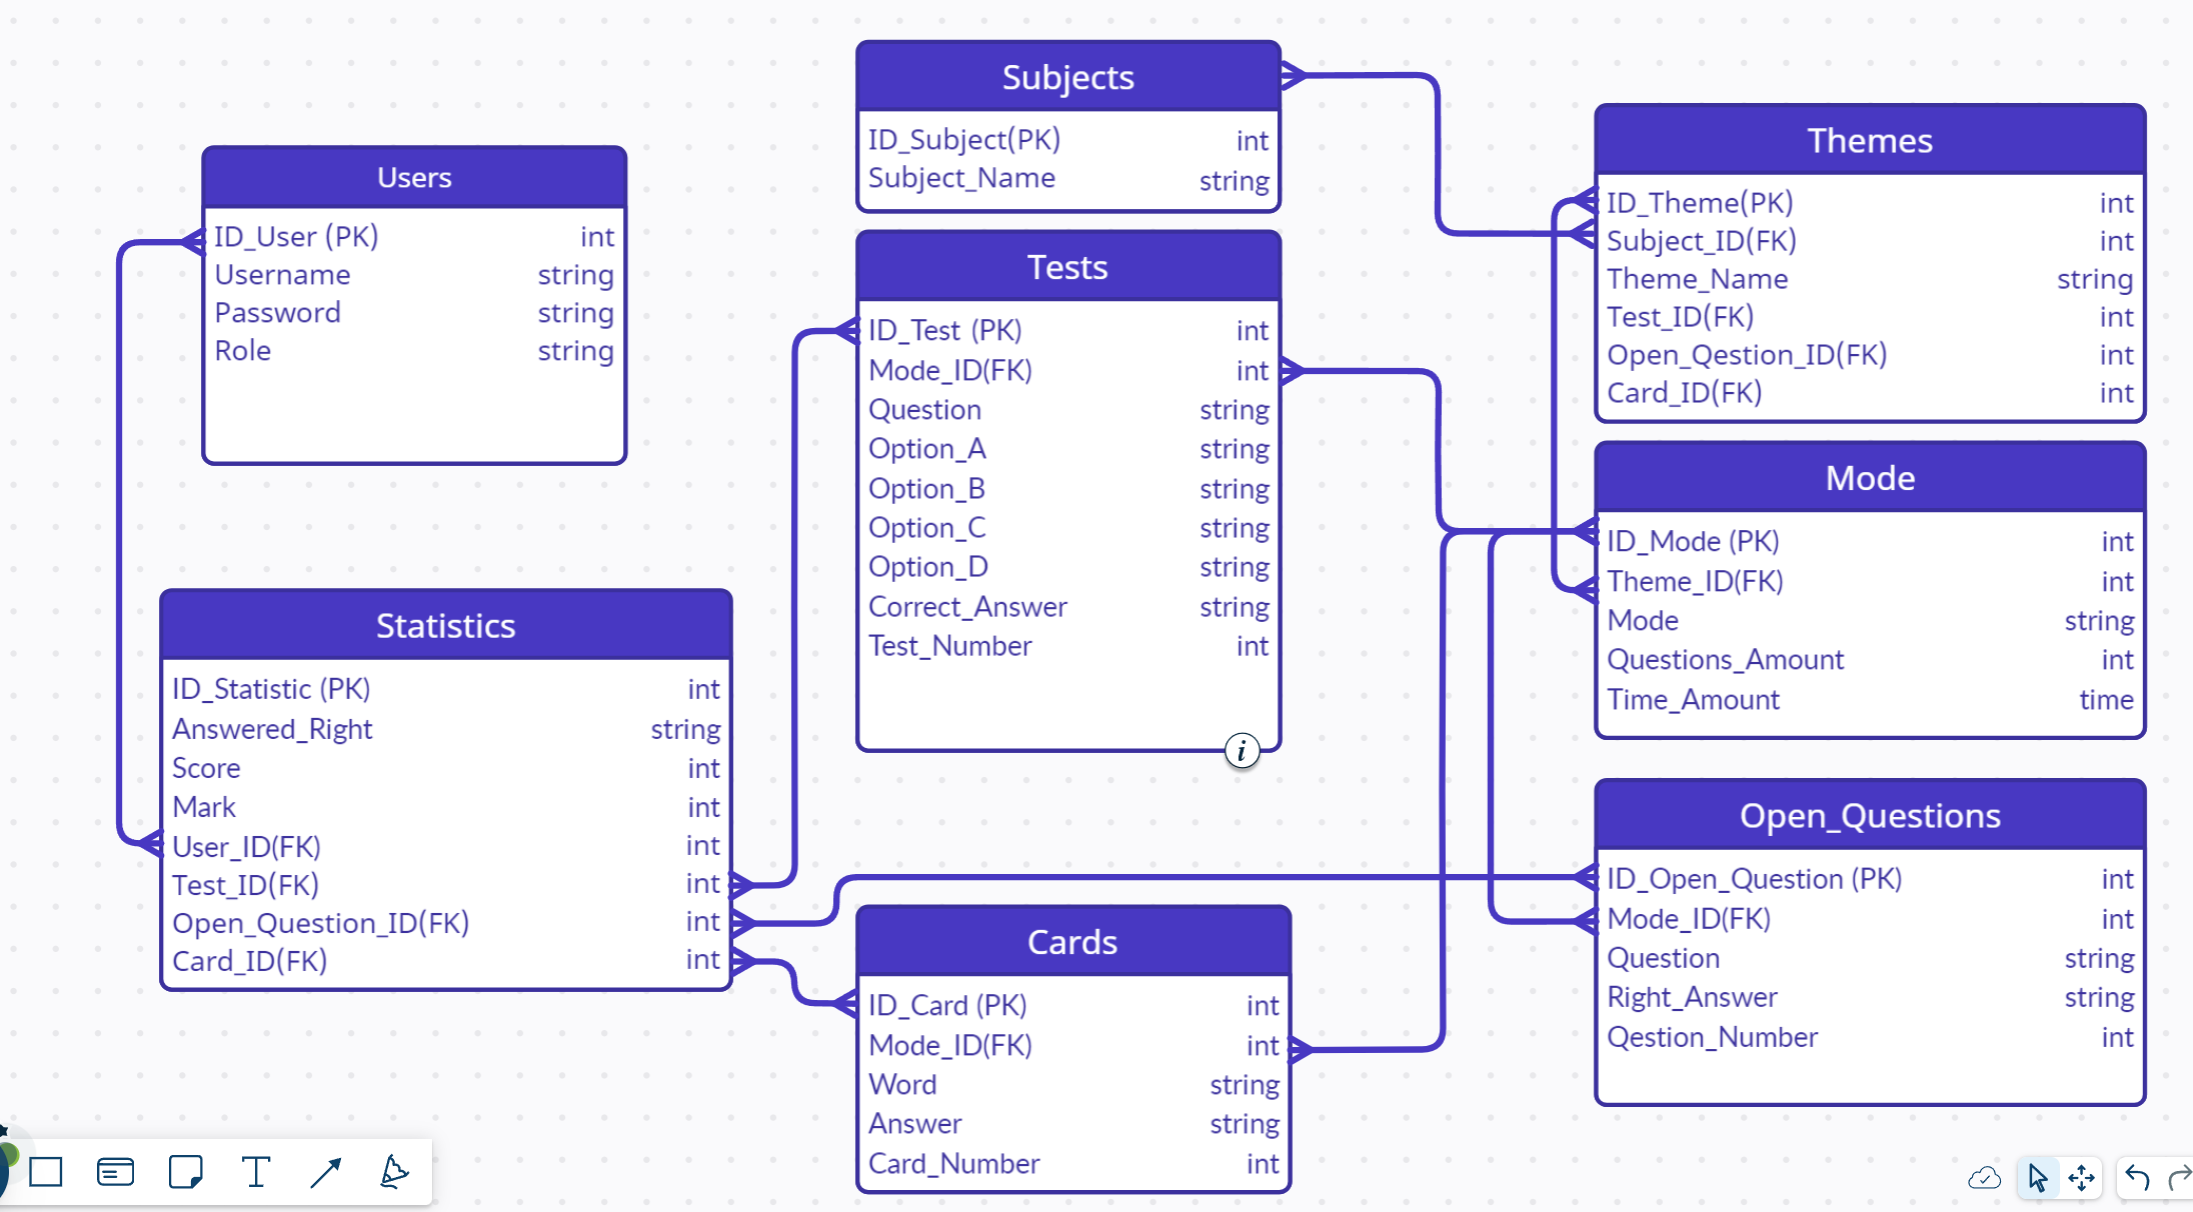 Users
ID_User (PK) int
Username string
Password string
Role string
Statistics
ID_Statistic (PK) int
Answered_Right string
Score int
Mark int
User_ID(FK) int
Test_ID(FK) int
Open_Question_ID(FK) int
Card_ID(FK) int
Subjects
ID_Subject(PK) int
Subject_Name string
Tests
ID_Test (PK) int
Mode_ID(FK) int
Question string
Option_A string
Option_B string
Option_C string
Option_D string
Correct_Answer string
Test_Number int
i
Cards
ID_Card (PK) int
Mode_ID(FK) int
Word string
Answer string
Card_Number int
Themes
ID_Theme(PK) int
Subject_ID(FK) int
Theme_Name string
Test_ID(FK) int
Open_Qestion_ID(FK) int
Card_ID(FK) int
Mode
ID_Mode (PK) int
Theme_ID(FK) int
Mode string
Questions_Amount int
Time_Amount time
Open_Questions
ID_Open_Question (PK) int
Mode_ID(FK) int
Question string
Right_Answer string
Qestion_Number int